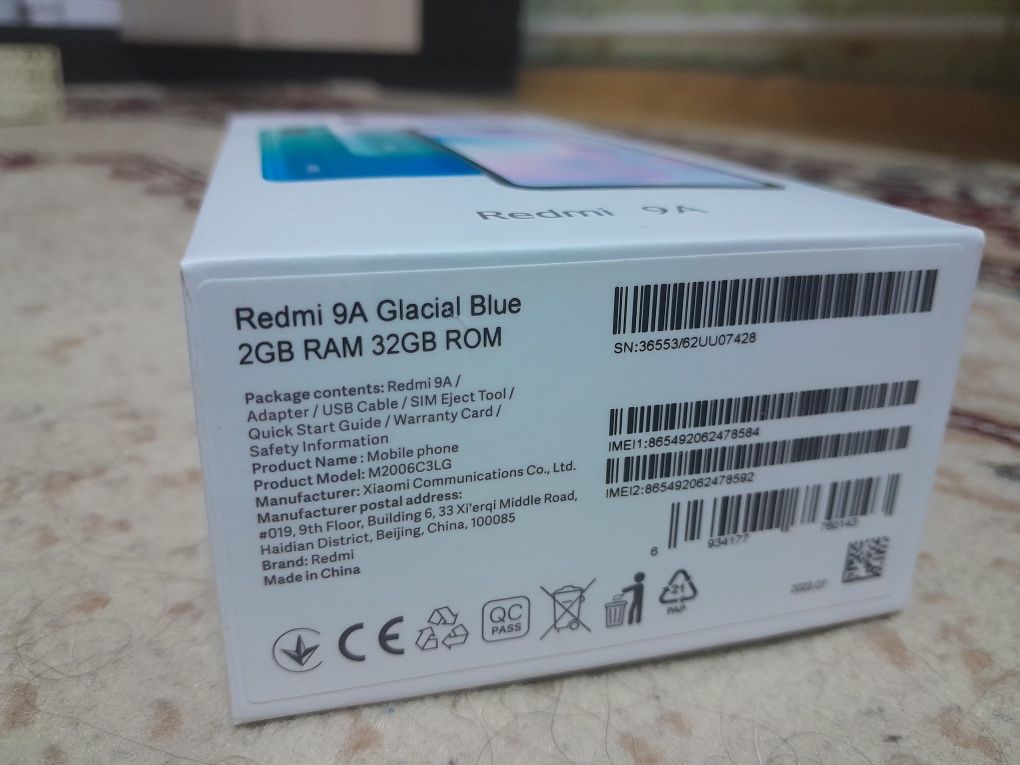 Redmi 9A
Redmi 9A Glacial Blue
2GB RAM 32GB ROM
Package contents: Redmi 9A /
Adapter / USB Cable / SIM Eject Tool /
Quick Start Guide / Warranty Card /
Safety Information
Product Name : Mobile phone
Product Model: M2006C3LG
Manufacturer: Xiaomi Communications Co., Ltd.
Manufacturer postal address:
#019, 9th Floor, Building 6, 33 Xi'erqi Middle Road,
Haidian District, Beijing, China, 100085
Brand: Redmi
Made in China
SN:36553/62UU07428
IMEI1:865492062478584
IMEI2:865492062478592
6 934177 760143
2022.07
CE
QC
PASS
21
PAP